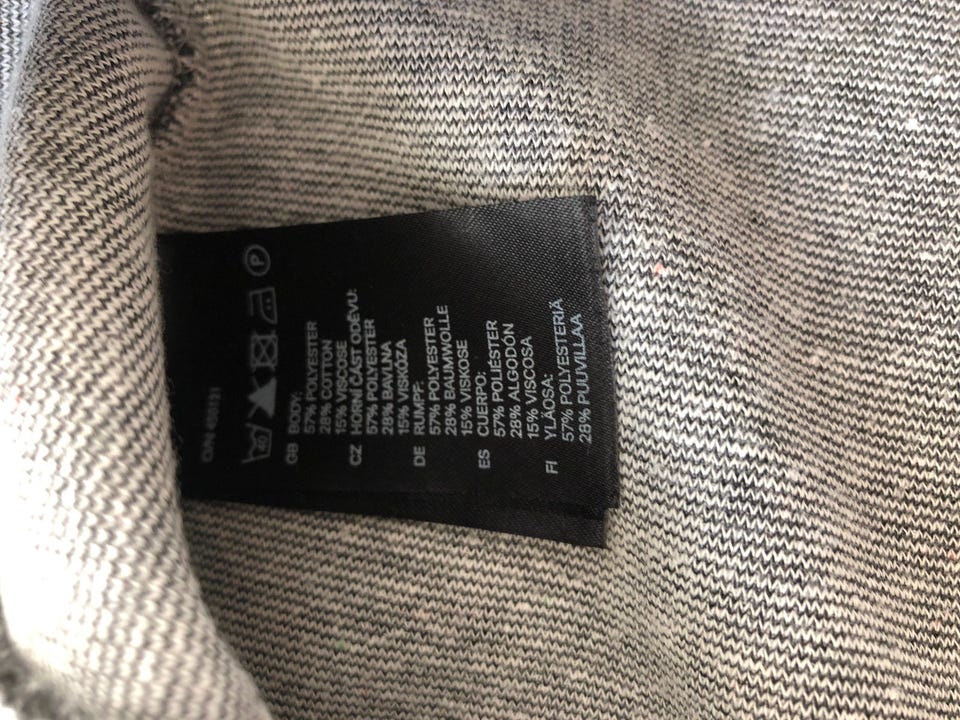 40
P
GB BODY:
57% POLYESTER
28% COTTON
15% VISCOSE
CZ HORNÍ ČÁST ODĚVU:
57% POLYESTER
28% BAVLNA
15% VISKÓZA
DE RUMPF:
57% POLYESTER
28% BAUMWOLLE
15% VISKOSE
ES CUERPO:
57% POLIÉSTER
28% ALGODÓN
15% VISCOSA
FI YLÄOSA:
57% POLYESTERIÄ
28% PUUVILLAA